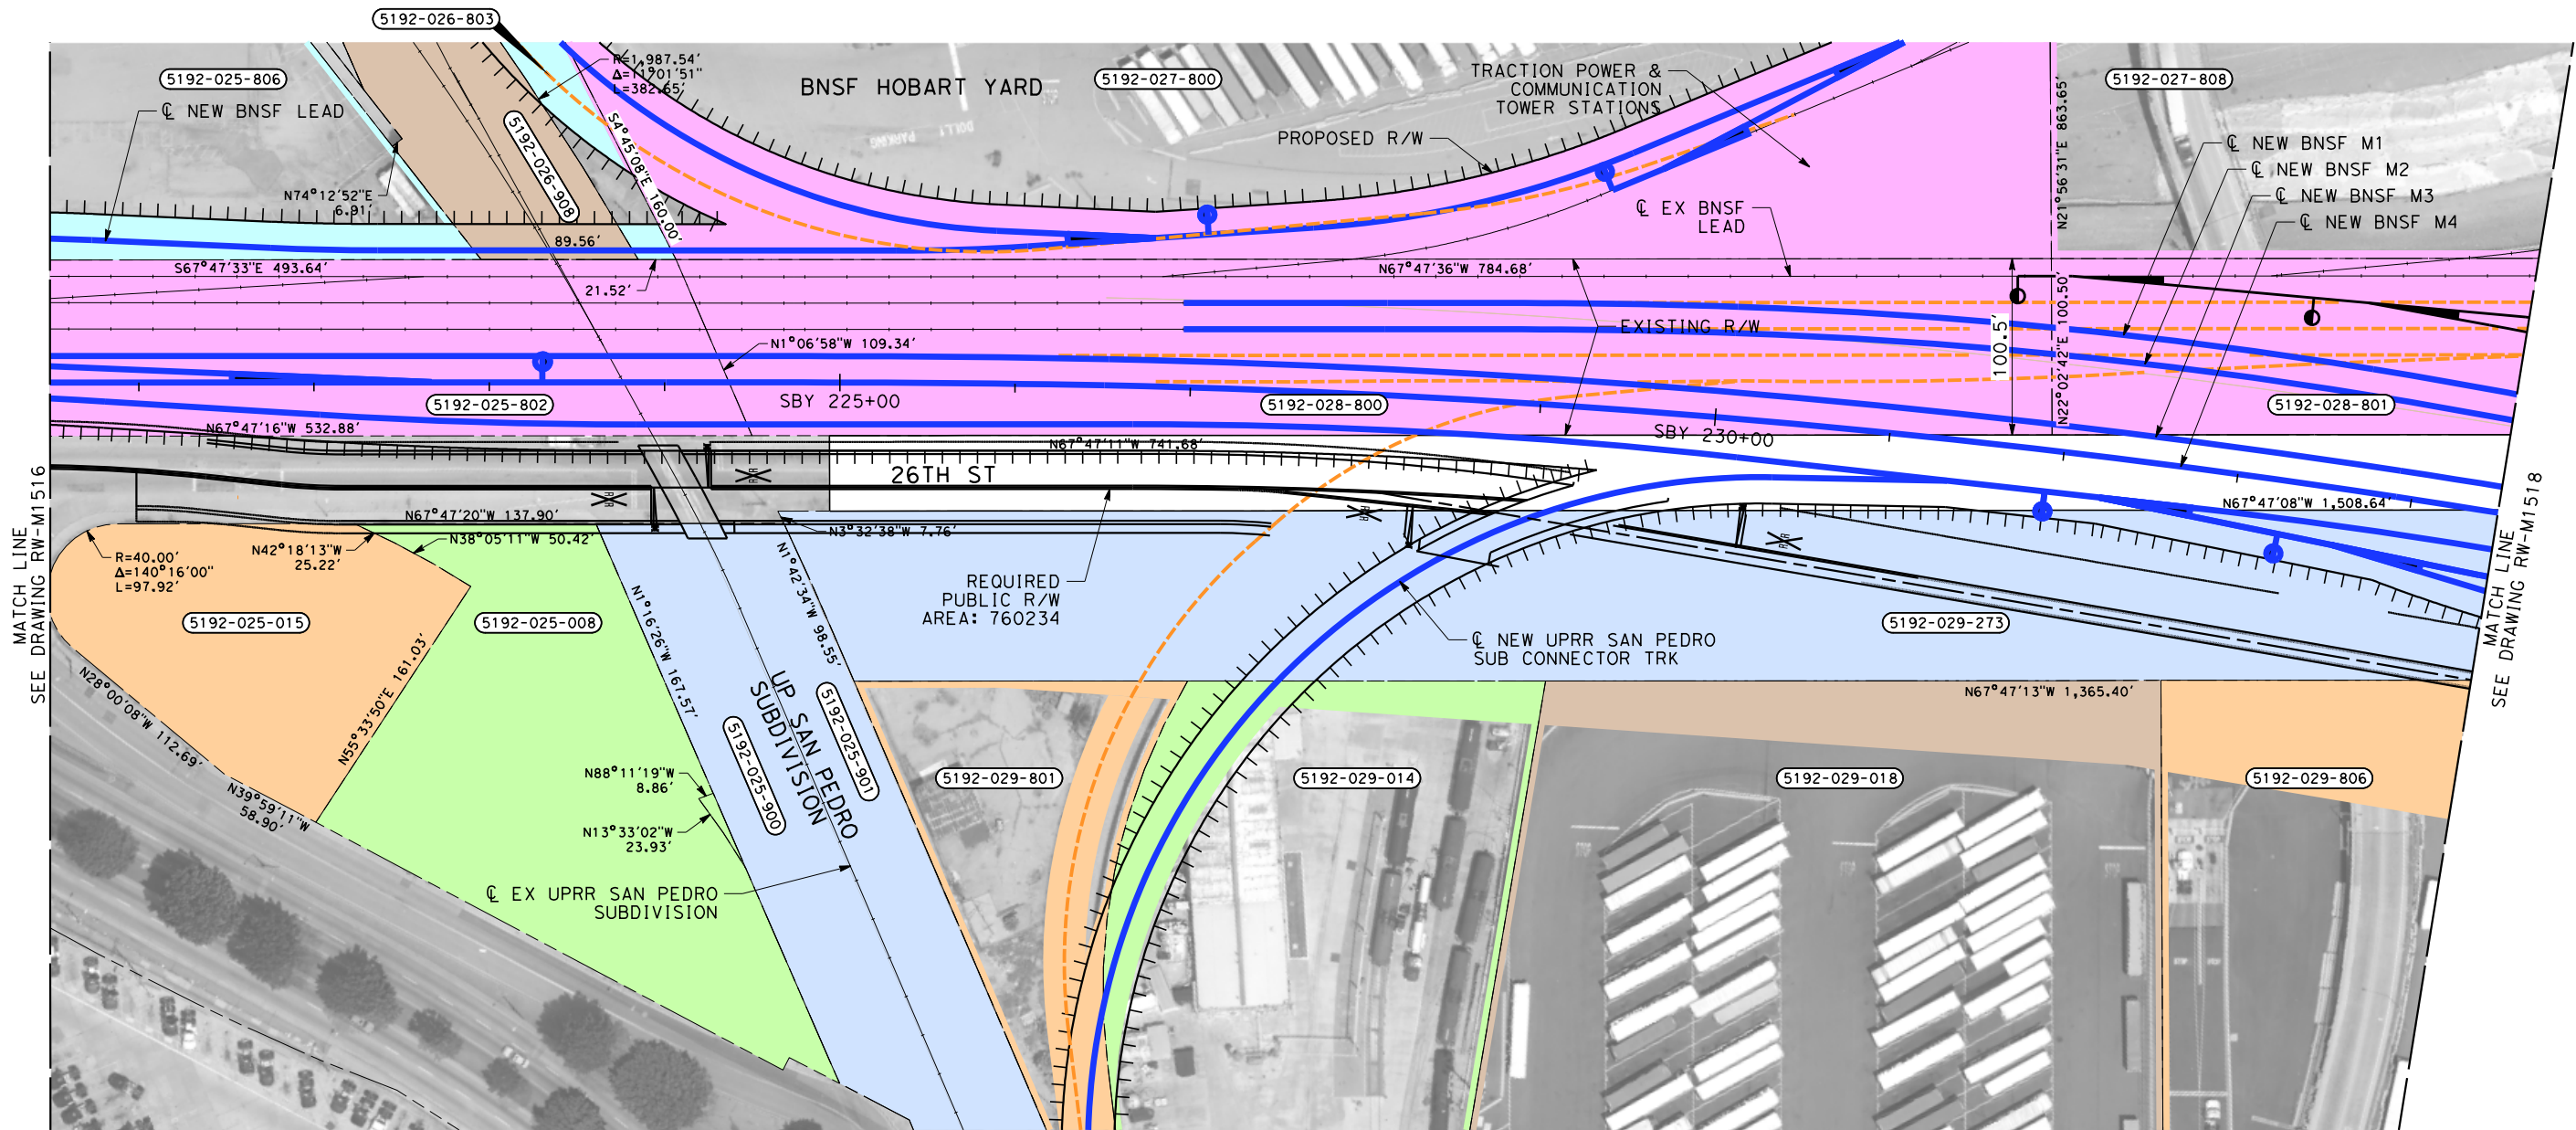 5192-026-803
5192-025-806
℄ NEW BNSF LEAD
R=1,987.54'
Δ=11°01'51"
L=382.65'
BNSF HOBART YARD
5192-027-800
TRACTION POWER &
COMMUNICATION
TOWER STATIONS
5192-027-808
PROPOSED R/W
PARKING
DOLLY
5192-026-908
S4°45'08"E 160.00'
N74°12'52"E
6.91'
N21°56'31"E 863.65'
℄ NEW BNSF M1
℄ NEW BNSF M2
℄ NEW BNSF M3
℄ NEW BNSF M4
℄ EX BNSF
LEAD
89.56'
S67°47'33"E 493.64'
21.52'
N67°47'36"W 784.68'
EXISTING R/W
100.5'
N22°02'42"E 100.50'
N1°06'58"W 109.34'
5192-025-802
SBY 225+00
5192-028-800
5192-028-801
N67°47'16"W 532.88'
N67°47'11"W 741.68'
SBY 230+00
26TH ST
MATCH LINE
SEE DRAWING RW-M1516
N67°47'08"W 1,508.64'
N67°47'20"W 137.90'
N3°32'38"W 7.76'
N38°05'11"W 50.42'
N42°18'13"W
25.22'
R=40.00'
Δ=140°16'00"
L=97.92'
5192-025-015
5192-025-008
N1°16'26"W 167.57'
N1°42'34"W 98.55'
REQUIRED
PUBLIC R/W
AREA: 760234
℄ NEW UPRR SAN PEDRO
SUB CONNECTOR TRK
5192-029-273
MATCH LINE
SEE DRAWING RW-M1518
N28°00'08"W 112.69'
N55°33'50"E 161.03'
N39°59'11"W
58.90'
UP SAN PEDRO
SUBDIVISION
5192-025-901
5192-025-900
N67°47'13"W 1,365.40'
N88°11'19"W
8.86'
N13°33'02"W
23.93'
5192-029-801
5192-029-014
5192-029-018
5192-029-806
℄ EX UPRR SAN PEDRO
SUBDIVISION